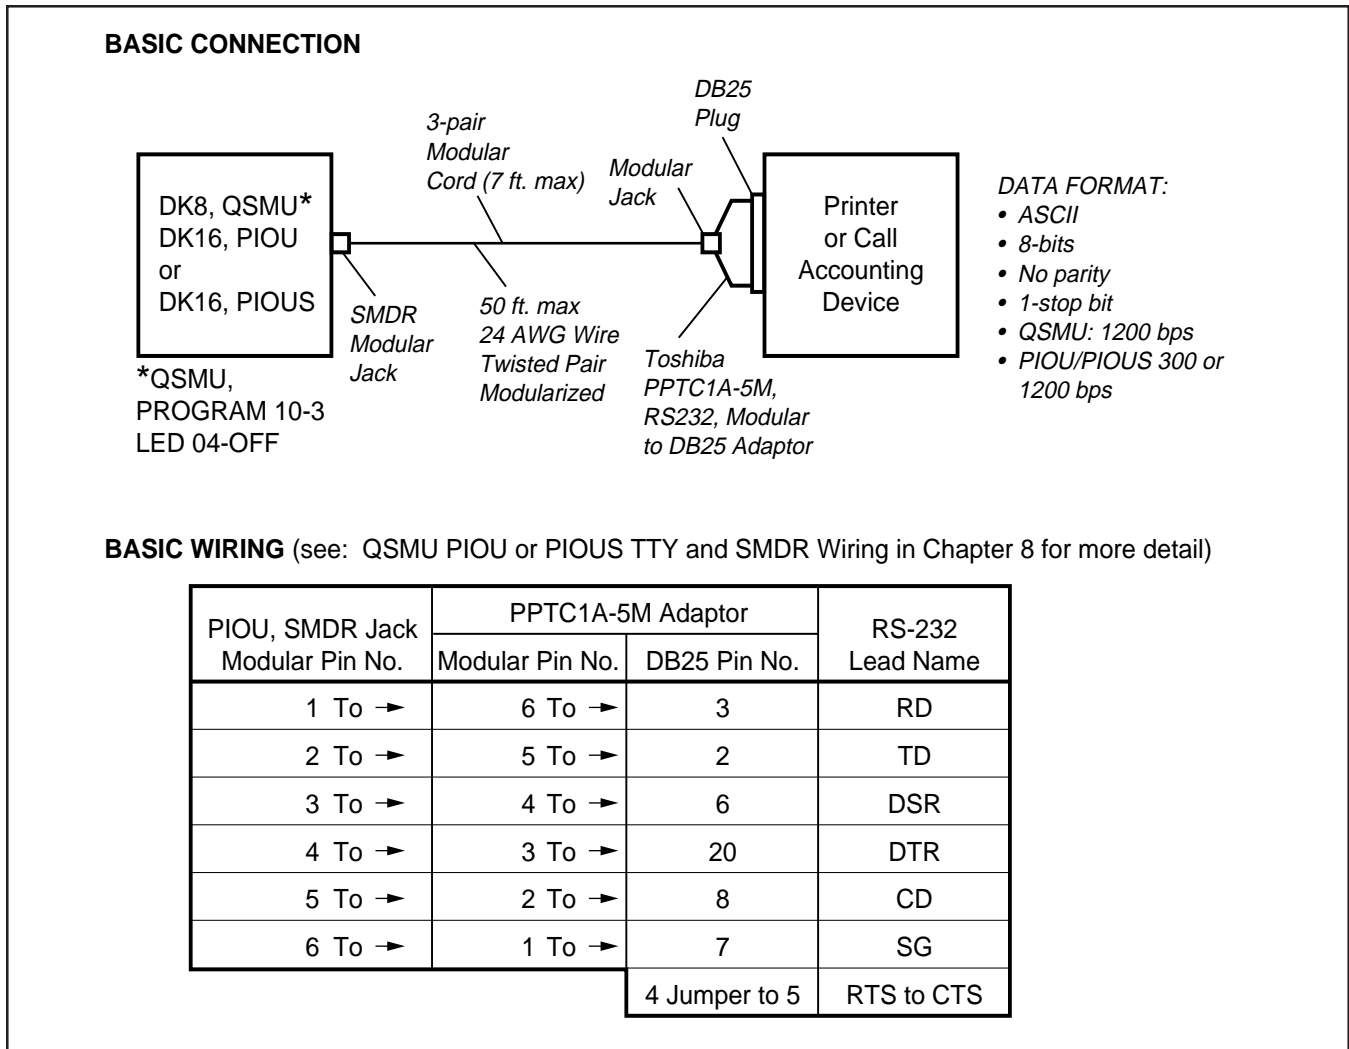 BASIC CONNECTION
DB25
Plug
3-pair
Modular
Cord (7 ft. max)
Modular
Jack
DK8, QSMU*
DK16, PIOU
or
DK16, PIOUS
Printer
or Call
Accounting
Device
DATA FORMAT:
• ASCII
• 8-bits
• No parity
• 1-stop bit
• QSMU: 1200 bps
• PIOU/PIOUS 300 or
1200 bps
SMDR
Modular
Jack
50 ft. max
24 AWG Wire
Twisted Pair
Modularized
Toshiba
PPTC1A-5M,
RS232, Modular
to DB25 Adaptor
*QSMU,
PROGRAM 10-3
LED 04-OFF
BASIC WIRING (see: QSMU PIOU or PIOUS TTY and SMDR Wiring in Chapter 8 for more detail)
PIOU, SMDR Jack
Modular Pin No.
PPTC1A-5M Adaptor
Modular Pin No.
DB25 Pin No.
RS-232
Lead Name
1 To → 6 To → 3 RD
2 To → 5 To → 2 TD
3 To → 4 To → 6 DSR
4 To → 3 To → 20 DTR
5 To → 2 To → 8 CD
6 To → 1 To → 7 SG
4 Jumper to 5 RTS to CTS